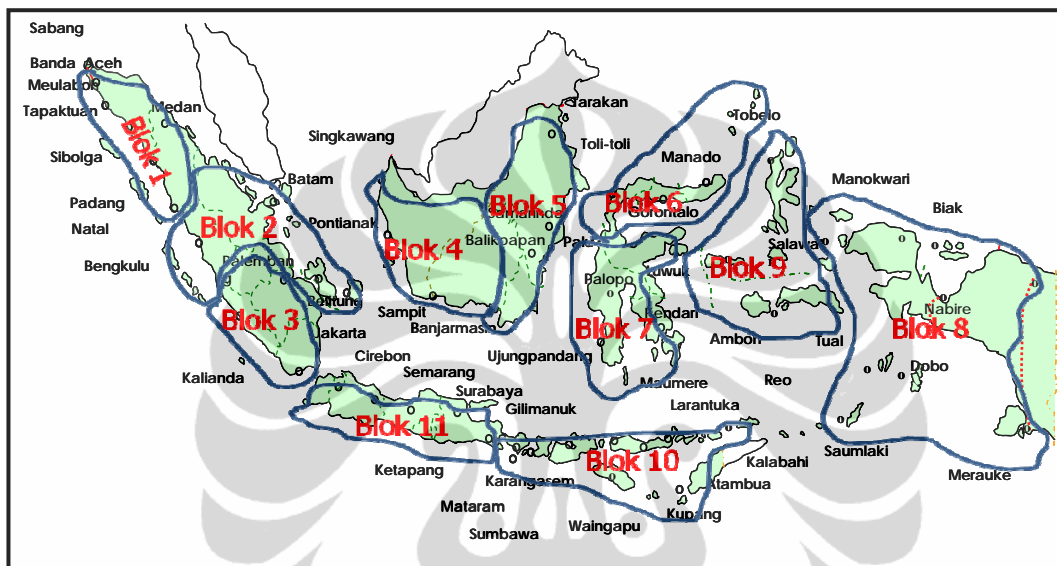 Sabang
Banda Aceh
Meulaboh
Tapaktuan
Medan
Blok 1
Sibolga
Padang
Natal
Bengkulu
Singkawang
Batam
Pontianak
Blok 2
Palembang
Blok 3
Belitung
Jakarta
Kalianda
Cirebon
Semarang
Surabaya
Gilimanuk
Blok 11
Ketapang
Tarakan
Toli-toli
Blok 5
Samarinda
Balikpapan
Blok 4
Sampit
Banjarmasin
Ujungpandang
Tobelo
Manado
Blok 6
Gorontalo
Palu
Palopo
Luwuk
Kendari
Blok 7
Maumere
Salawati
Blok 9
Ambon
Tual
Reo
Larantuka
Manokwari
Biak
Nabire
Blok 8
Dobo
Saumlaki
Merauke
Blok 10
Kalabahi
Atambua
Kupang
Karangasem
Mataram
Sumbawa
Waingapu